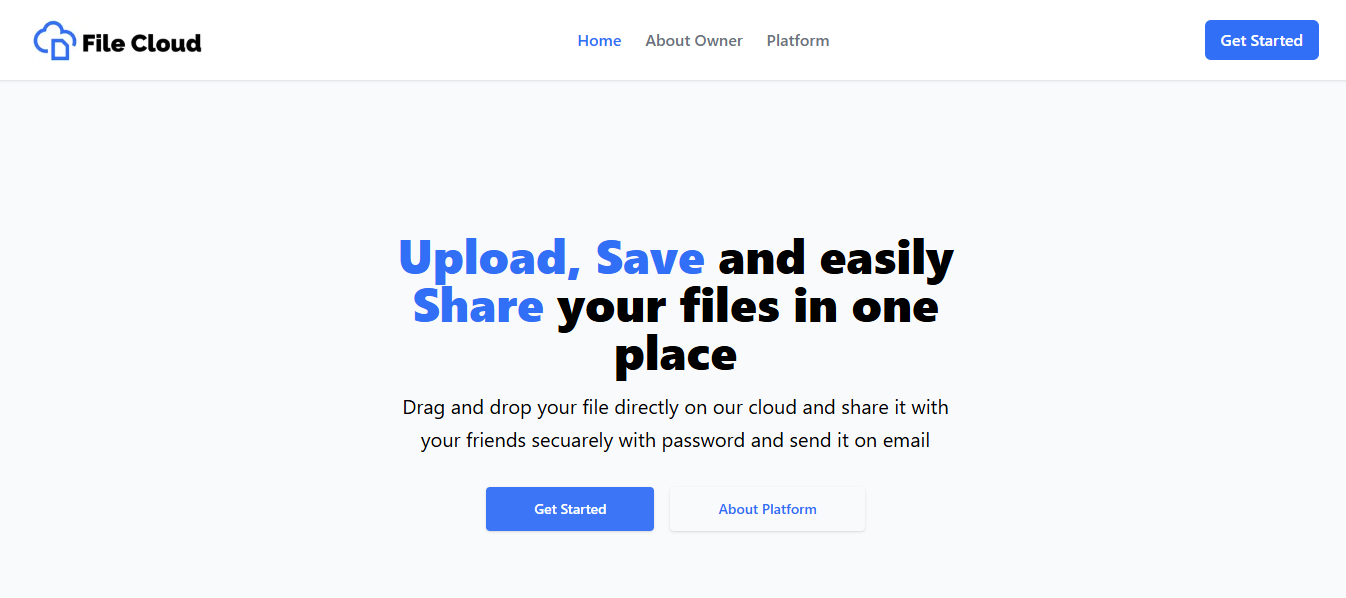 File Cloud
Home
About Owner
Platform
Get Started
Upload, Save and easily
Share your files in one
place
Drag and drop your file directly on our cloud and share it with
your friends secuarely with password and send it on email
Get Started
About Platform